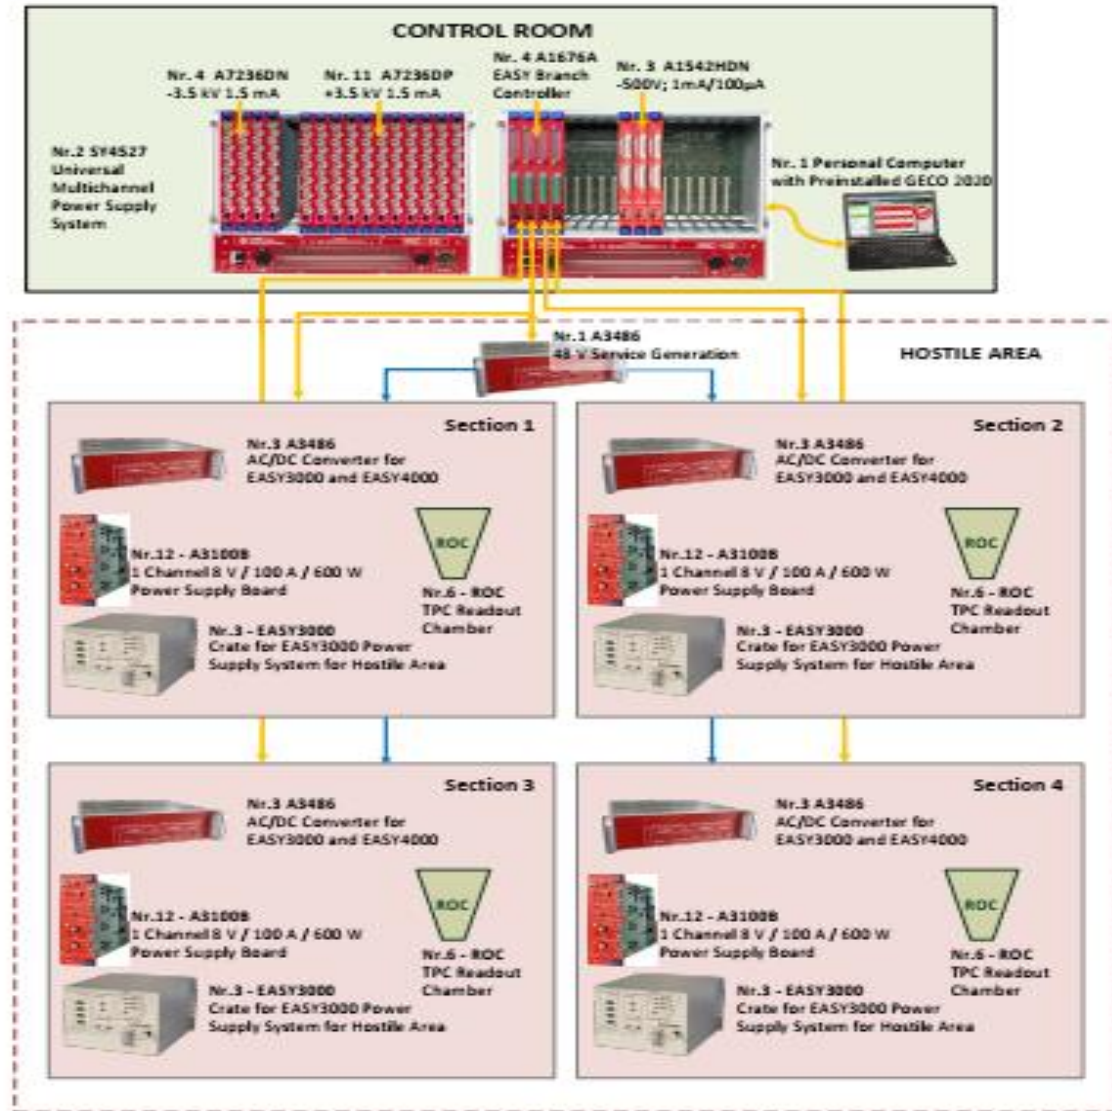 CONTROL ROOM
Nr. 4 A7236DN
-3.5 kV 1.5 mA
Nr. 11 A7236DP
+3.5 kV 1.5 mA
Nr. 4 A1676A
EASY Branch
Controller
Nr. 3 A1542HDN
-500V; 1mA/100µA
Nr.2 SY4527
Universal
Multichannel
Power Supply
System
Nr. 1 Personal Computer
with Preinstalled GECO 2020
Nr.1 A3486
48 V Service Generation
HOSTILE AREA
Section 1
Nr.3 A3486
AC/DC Converter for
EASY3000 and EASY4000
Nr.12 - A3100B
1 Channel 8 V / 100 A / 600 W
Power Supply Board
ROC
Nr.6 - ROC
TPC Readout
Chamber
Nr.3 - EASY3000
Crate for EASY3000 Power
Supply System for Hostile Area
Section 2
Nr.3 A3486
AC/DC Converter for
EASY3000 and EASY4000
Nr.12 - A3100B
1 Channel 8 V / 100 A / 600 W
Power Supply Board
ROC
Nr.6 - ROC
TPC Readout
Chamber
Nr.3 - EASY3000
Crate for EASY3000 Power
Supply System for Hostile Area
Section 3
Nr.3 A3486
AC/DC Converter for
EASY3000 and EASY4000
Nr.12 - A3100B
1 Channel 8 V / 100 A / 600 W
Power Supply Board
ROC
Nr.6 - ROC
TPC Readout
Chamber
Nr.3 - EASY3000
Crate for EASY3000 Power
Supply System for Hostile Area
Section 4
Nr.3 A3486
AC/DC Converter for
EASY3000 and EASY4000
Nr.12 - A3100B
1 Channel 8 V / 100 A / 600 W
Power Supply Board
ROC
Nr.6 - ROC
TPC Readout
Chamber
Nr.3 - EASY3000
Crate for EASY3000 Power
Supply System for Hostile Area